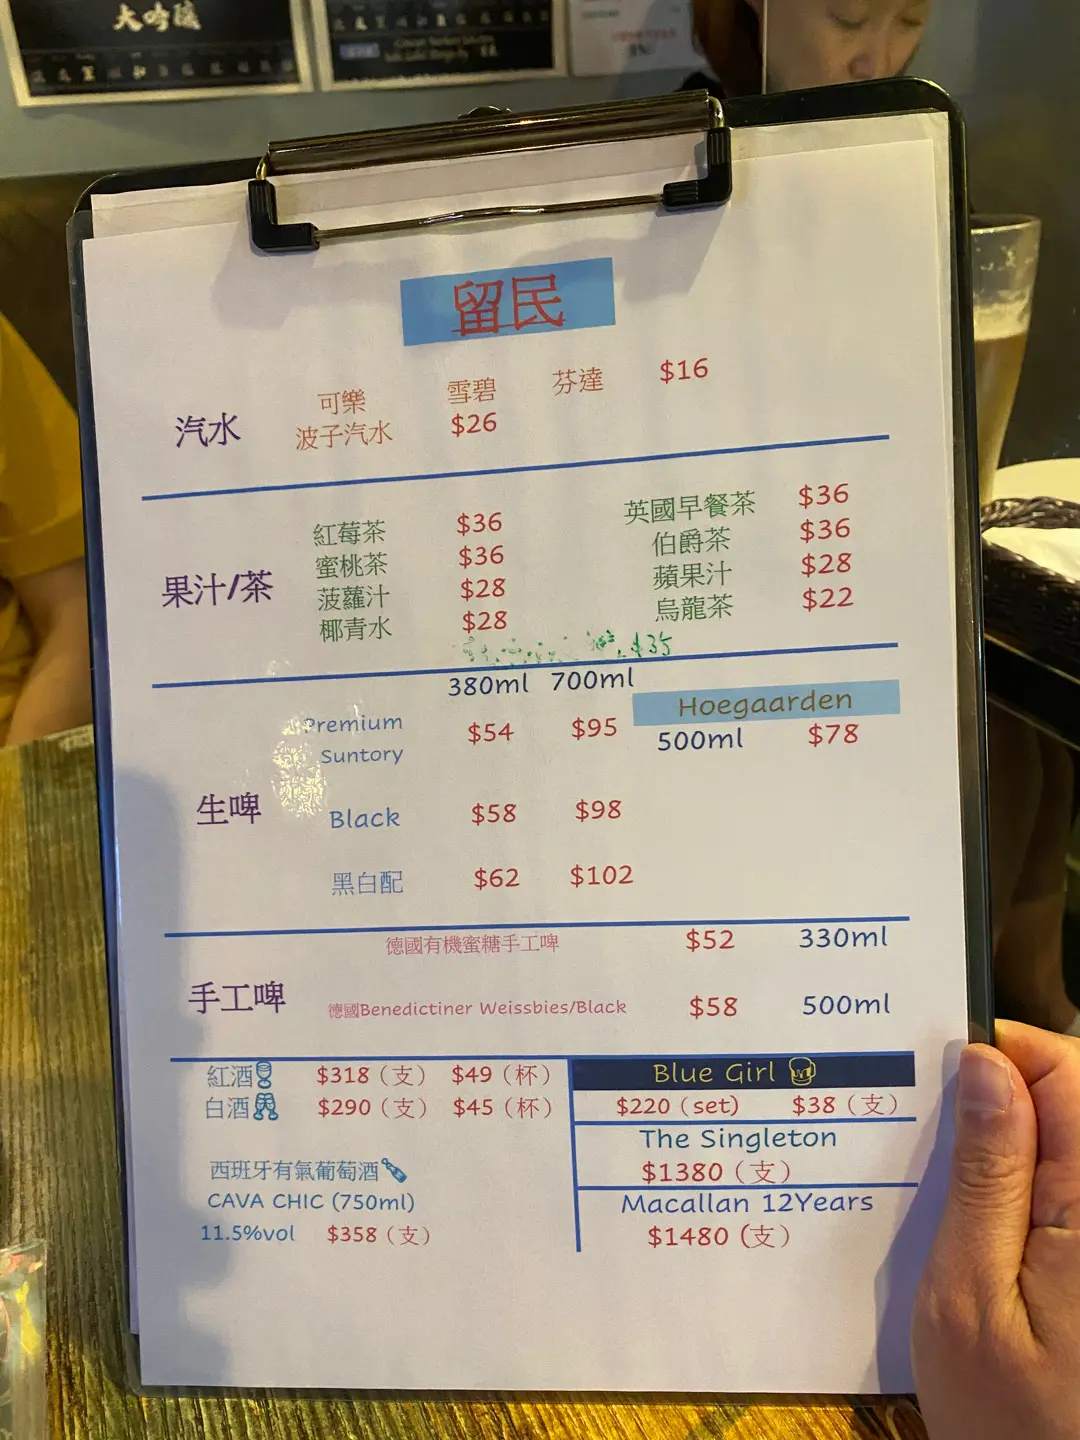 大吟釀
留民
可樂 雪碧 芬達 $16
汽水 波子汽水 $26
紅莓茶 $36 英國早餐茶 $36
蜜桃茶 $36 伯爵茶 $36
果汁/茶 菠蘿汁 $28 蘋果汁 $28
椰青水 $28 烏龍茶 $22
$35
380ml 700ml
Premium Suntory $54 $95
Hoegaarden
500ml $78
生啤 Black $58 $98
黑白配 $62 $102
德國有機蜜糖手工啤 $52 330ml
手工啤 德國Benedictiner Weissbies/Black $58 500ml
紅酒 $318（支） $49（杯）
白酒 $290（支） $45（杯）
西班牙有氣葡萄酒
CAVA CHIC (750ml)
11.5%vol $358（支）
Blue Girl
$220（set) $38（支）
The Singleton
$1380（支）
Macallan 12Years
$1480 (支）